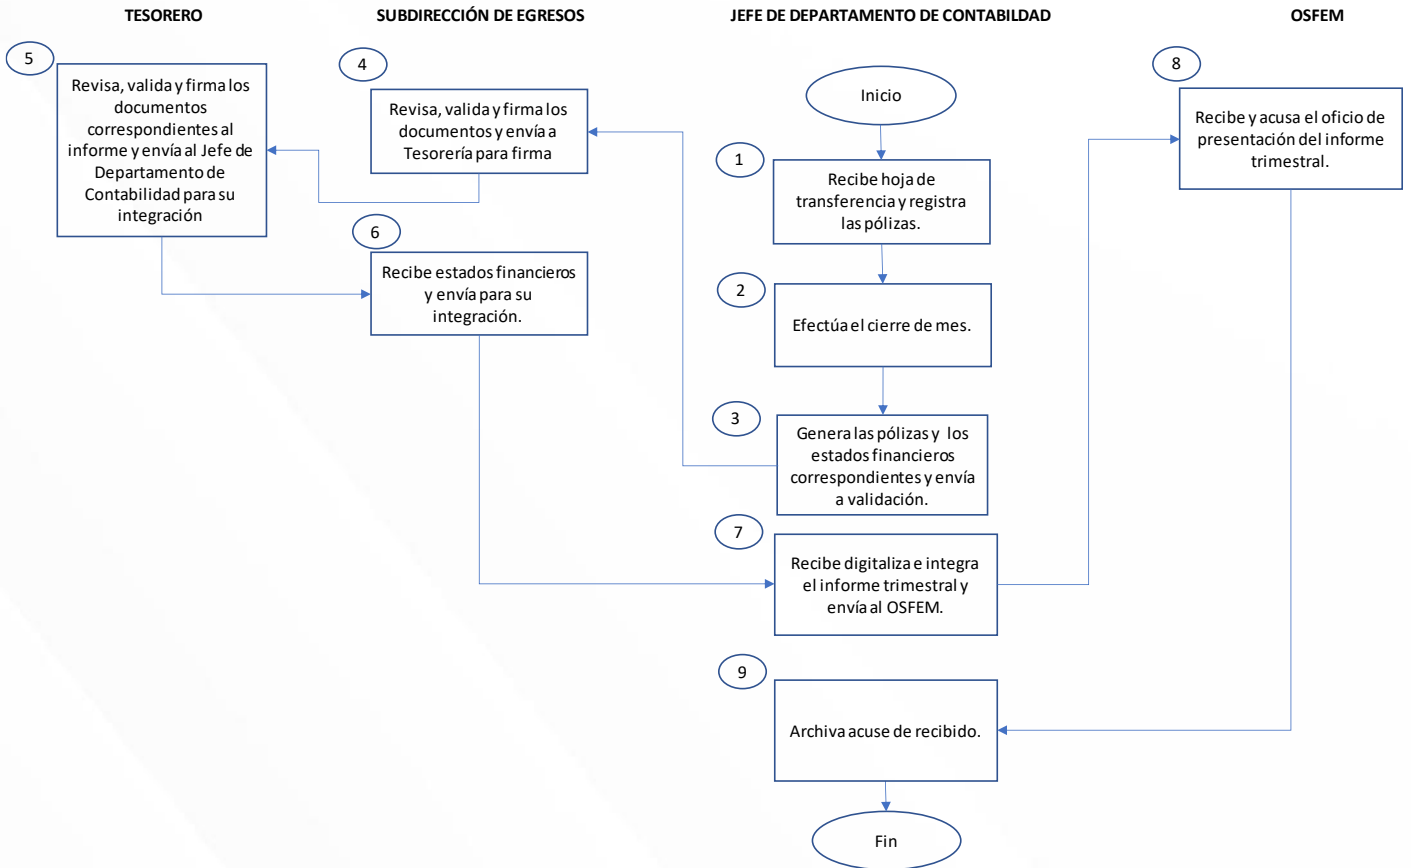 TESORERO
SUBDIRECCIÓN DE EGRESOS
JEFE DE DEPARTAMENTO DE CONTABILDAD
OSFEM
5
Revisa, valida y firma los
documentos
correspondientes al
informe y envía al Jefe de
Departamento de
Contabilidad para su
integración
4
Revisa, valida y firma los
documentos y envía a
Tesorería para firma
6
Recibe estados financieros
y envía para su
integración.
Inicio
1
Recibe hoja de
transferencia y registra
las pólizas.
2
Efectúa el cierre de mes.
3
Genera las pólizas y los
estados financieros
correspondientes y envía
a validación.
7
Recibe digitaliza e integra
el informe trimestral y
envía al OSFEM.
9
Archiva acuse de recibido.
Fin
8
Recibe y acusa el oficio de
presentación del informe
trimestral.